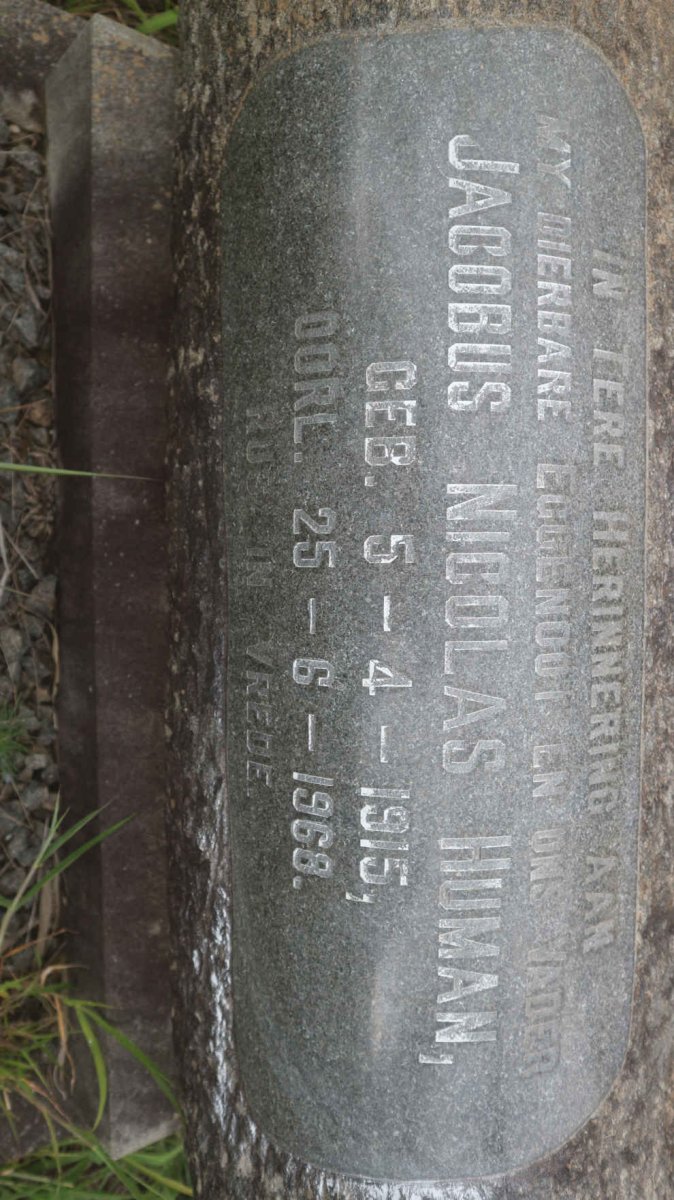 IN TERE HERINNERING AAN
MY DIERBARE EGGENOOT EN ONS VADER
JACOBUS NICOLAS HUMAN,
GEB. 5 – 4 – 1915,
OORL. 25 – 6 – 1968.
RUS IN VREDE.